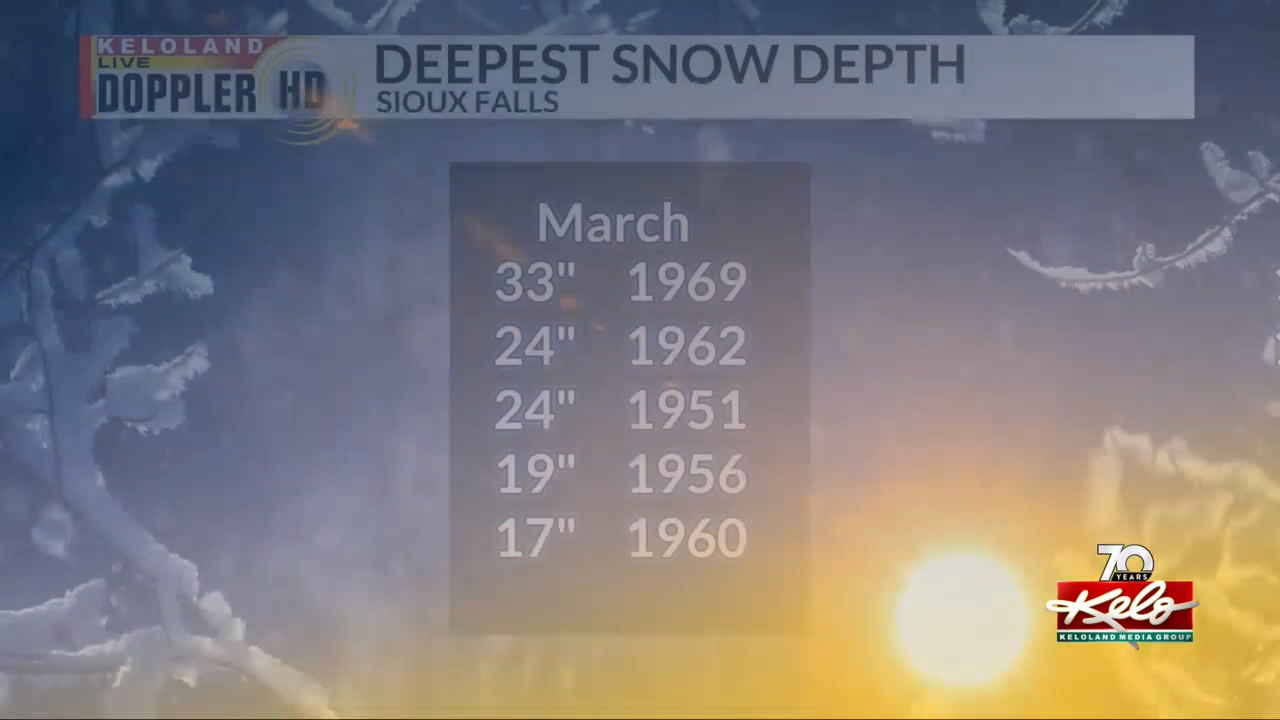 KELOLAND
LIVE
DOPPLER HD
DEEPEST SNOW DEPTH
SIOUX FALLS
March
33" 1969
24" 1962
24" 1951
19" 1956
17" 1960
70
YEARS
Kelo
KELOLAND MEDIA GROUP